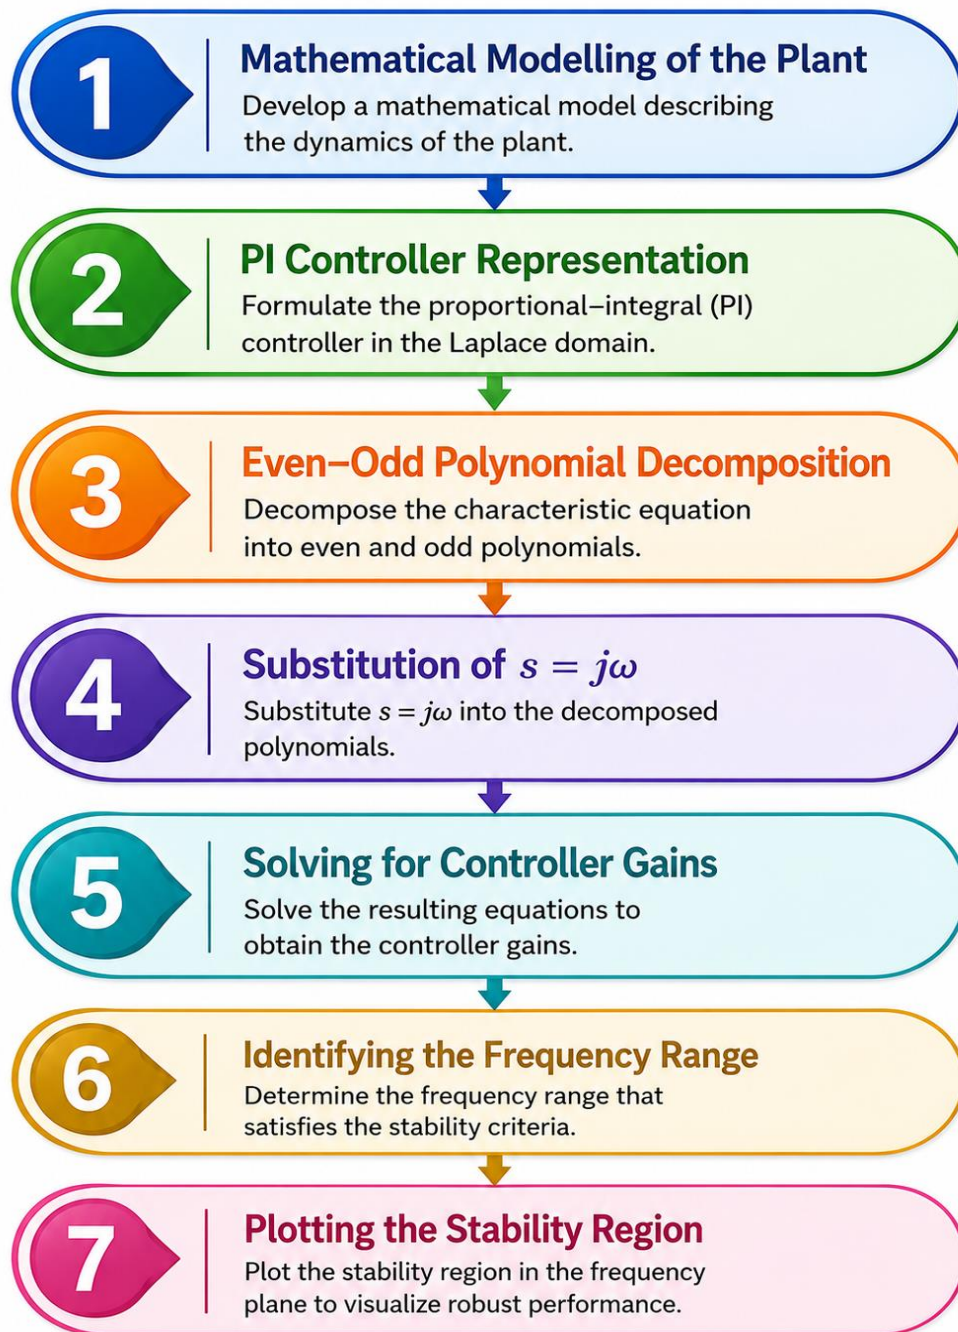 1
Mathematical Modelling of the Plant
Develop a mathematical model describing
the dynamics of the plant.
2
PI Controller Representation
Formulate the proportional–integral (PI)
controller in the Laplace domain.
3
Even–Odd Polynomial Decomposition
Decompose the characteristic equation
into even and odd polynomials.
4
Substitution of s = jω
Substitute s = jω into the decomposed
polynomials.
5
Solving for Controller Gains
Solve the resulting equations to
obtain the controller gains.
6
Identifying the Frequency Range
Determine the frequency range that
satisfies the stability criteria.
7
Plotting the Stability Region
Plot the stability region in the frequency
plane to visualize robust performance.